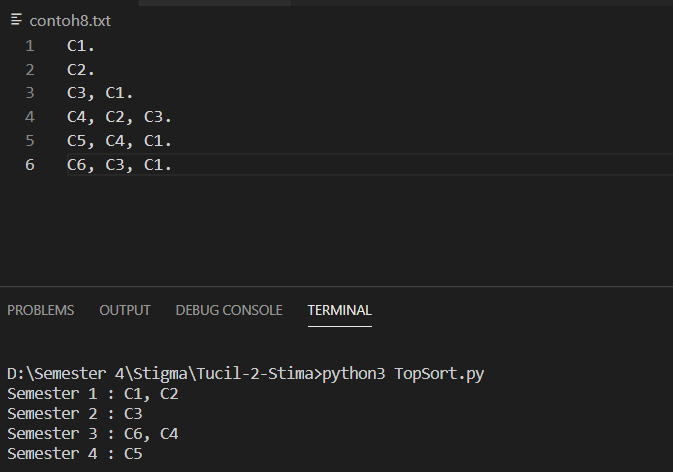 contoh8.txt
1 C1.
2 C2.
3 C3, C1.
4 C4, C2, C3.
5 C5, C4, C1.
6 C6, C3, C1.
PROBLEMS OUTPUT DEBUG CONSOLE TERMINAL
D:\Semester 4\Stigma\Tucil-2-Stima>python3 TopSort.py
Semester 1 : C1, C2
Semester 2 : C3
Semester 3 : C6, C4
Semester 4 : C5